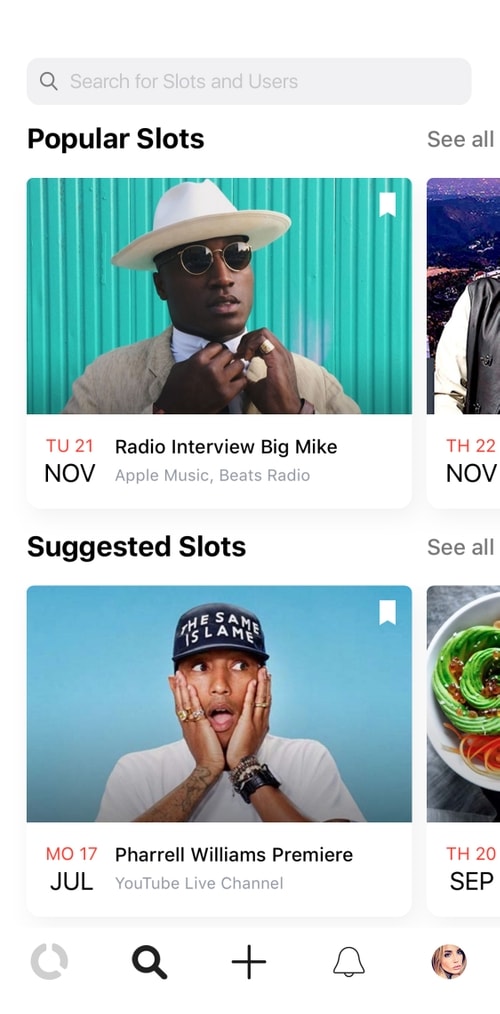 Search for Slots and Users
Popular Slots
See all
TU 21
NOV
Radio Interview Big Mike
Apple Music, Beats Radio
TH 22
NOV
Suggested Slots
See all
THE SAME
IS LAME
MO 17
JUL
Pharrell Williams Premiere
YouTube Live Channel
TH 20
SEP